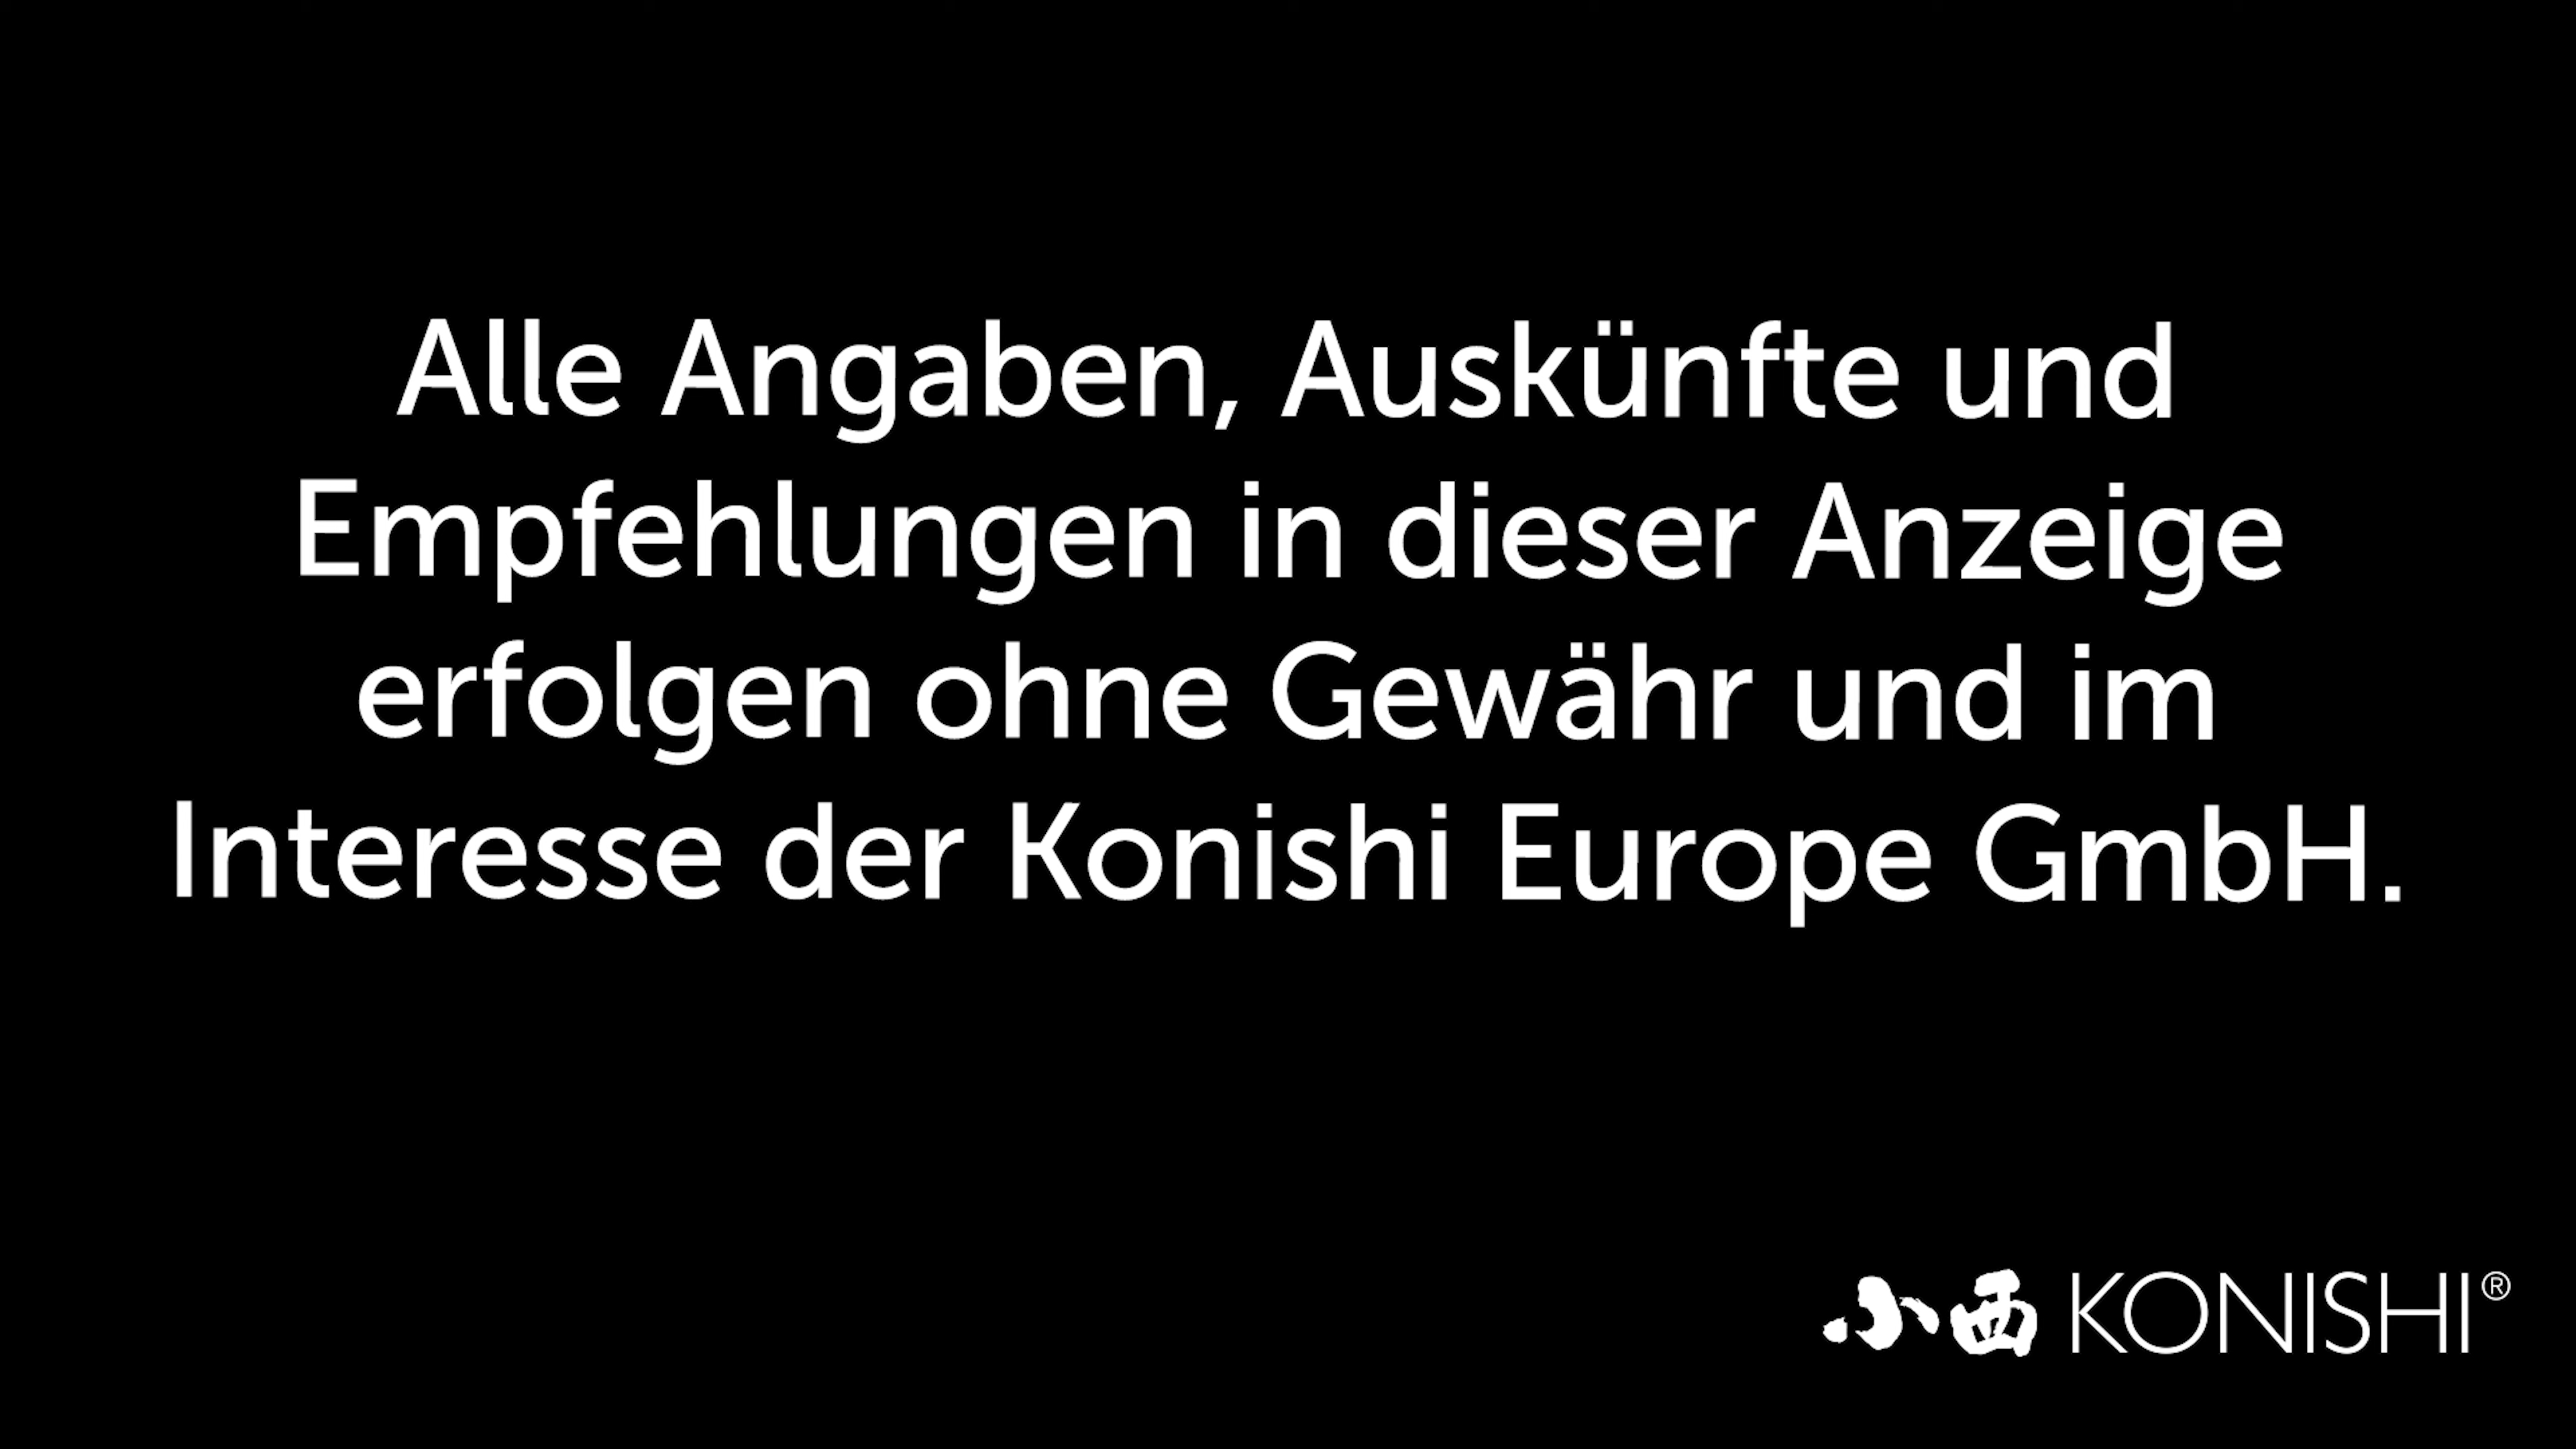 Alle Angaben, Auskünfte und
Empfehlungen in dieser Anzeige
erfolgen ohne Gewähr und im
Interesse der Konishi Europe GmbH.
小西 KONISHI®